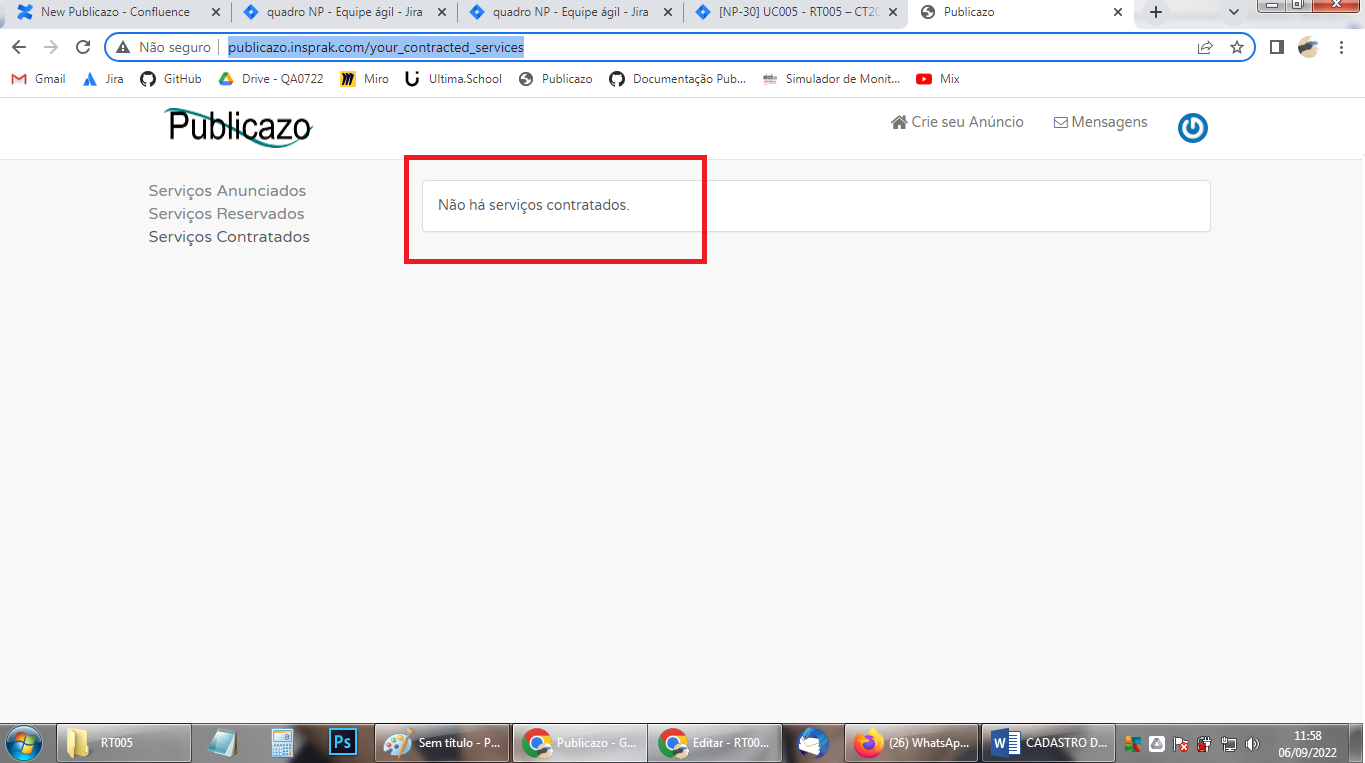 New Publicazo - Confluence
quadro NP - Equipe ágil - Jira
quadro NP - Equipe ágil - Jira
[NP-30] UC005 - RT005 – CT20
Publicazo
Não seguro
publicazo.insprak.com/your_contracted_services
Gmail
Jira
GitHub
Drive - QA0722
Miro
Ultima.School
Publicazo
Documentação Pub...
Simulador de Monit...
Mix
Publicazo
Crie seu Anúncio
Mensagens
Serviços Anunciados
Serviços Reservados
Serviços Contratados
Não há serviços contratados.
RT005
Ps
Sem título - P...
Publicazo - G...
Editar - RT00...
(26) WhatsAp...
CADASTRO D...
11:58
06/09/2022